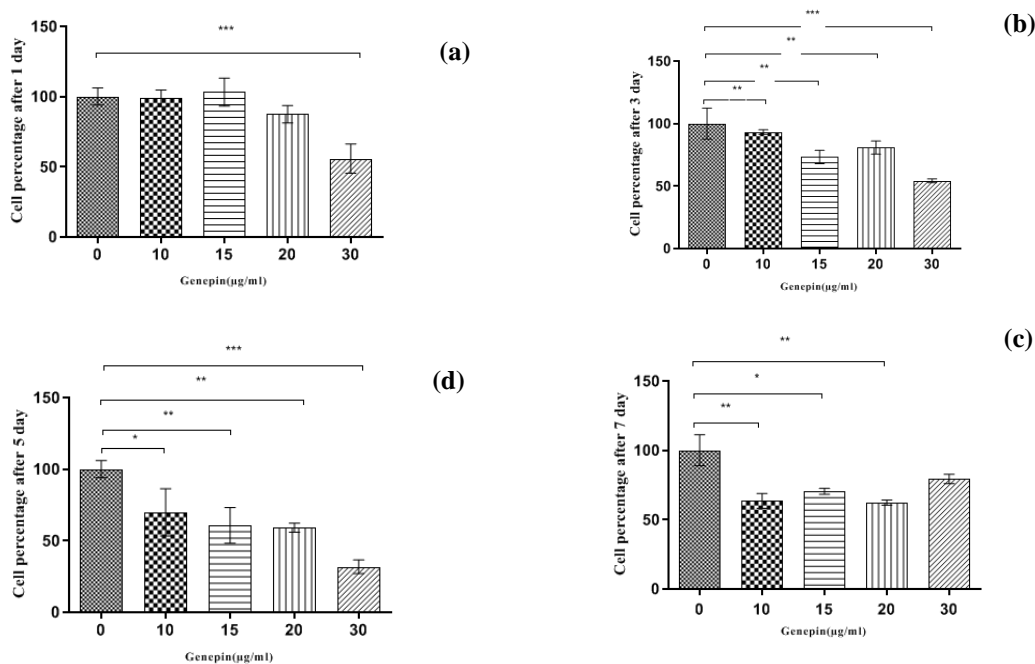 ***
(a)
Cell percentage after 1 day
150
100
50
0
0 10 15 20 30
Genepin(µg/ml)
***
(b)
**
**
**
Cell percentage after 3 day
150
100
50
0
0 10 15 20 30
Genepin(µg/ml)
***
(d)
**
**
*
Cell percentage after 5 day
150
100
50
0
0 10 15 20 30
Genepin(µg/ml)
(c)
**
*
**
Cell percentage after 7 day
150
100
50
0
0 10 15 20 30
Genepin(µg/ml)